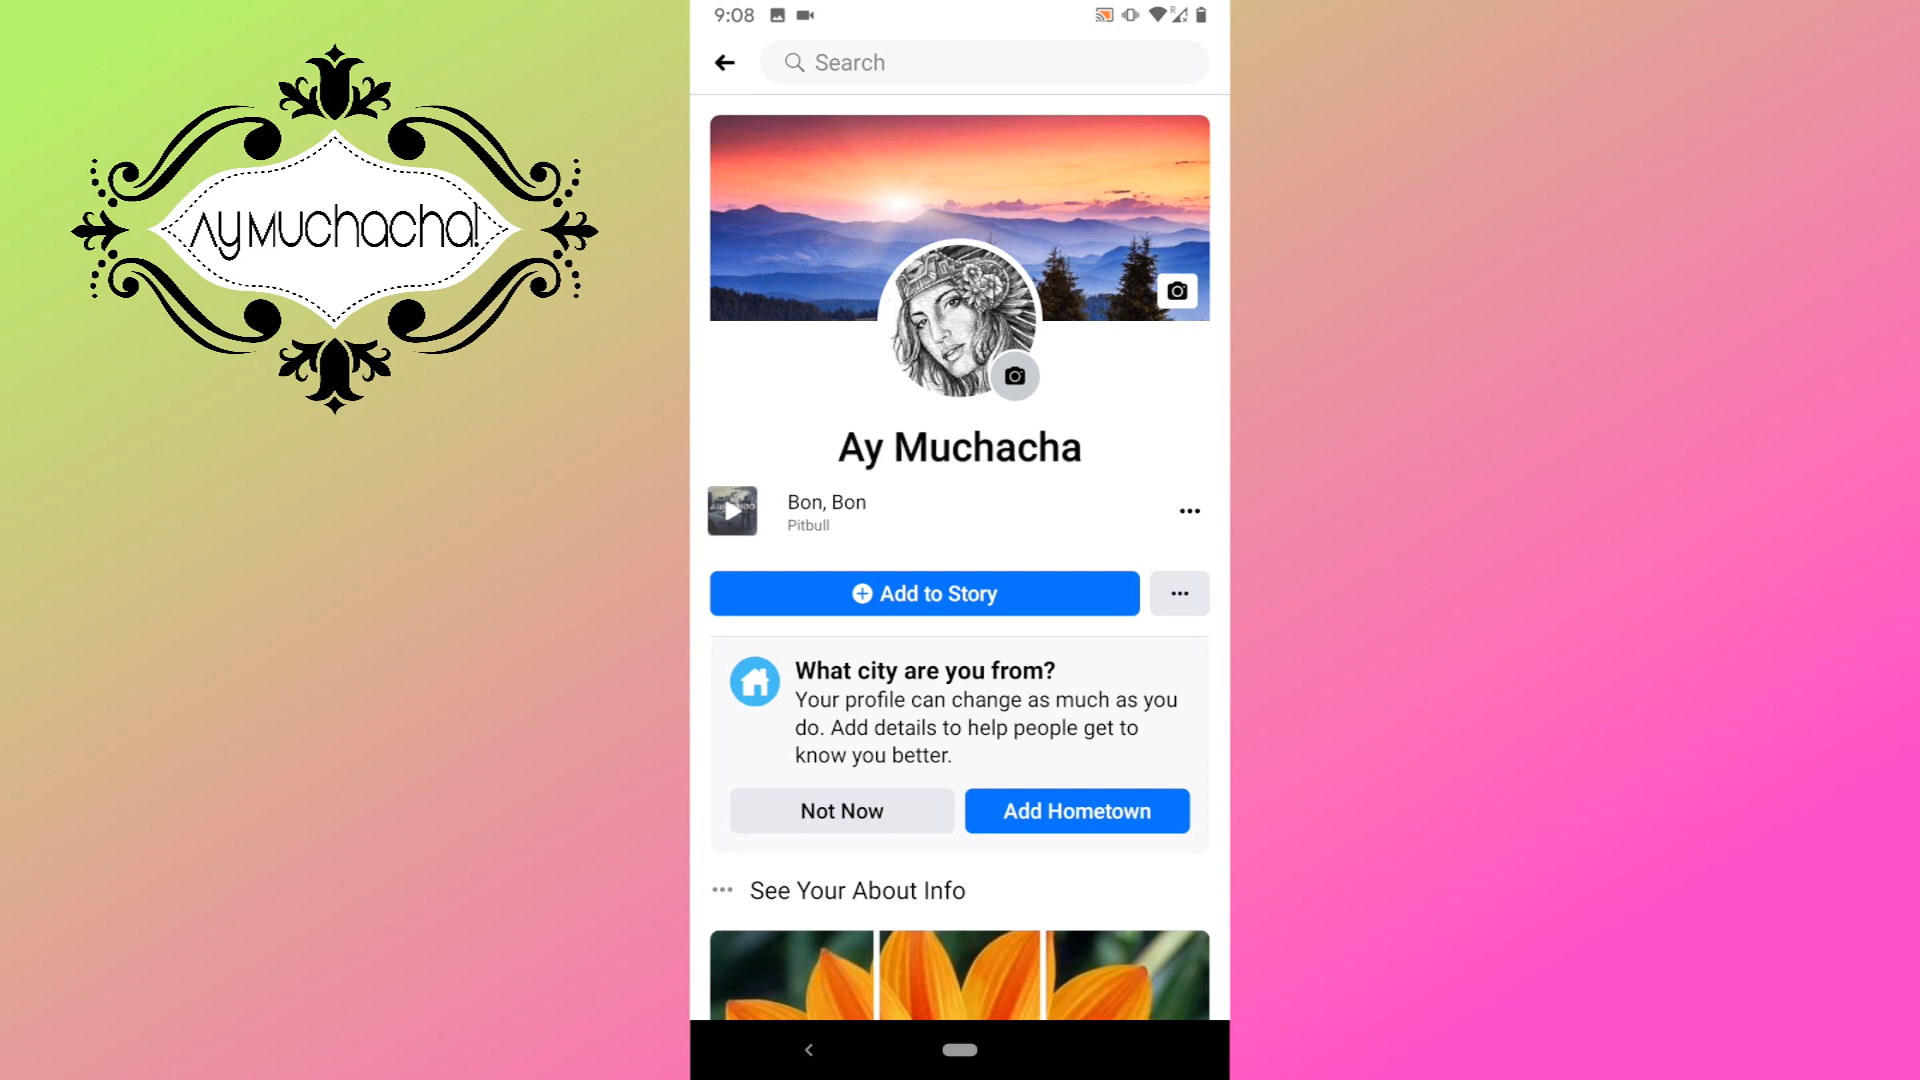 Ay Muchacha!
9:08
Search
Ay Muchacha
Bon, Bon
Pitbull
Add to Story
What city are you from?
Your profile can change as much as you
do. Add details to help people get to
know you better.
Not Now
Add Hometown
See Your About Info